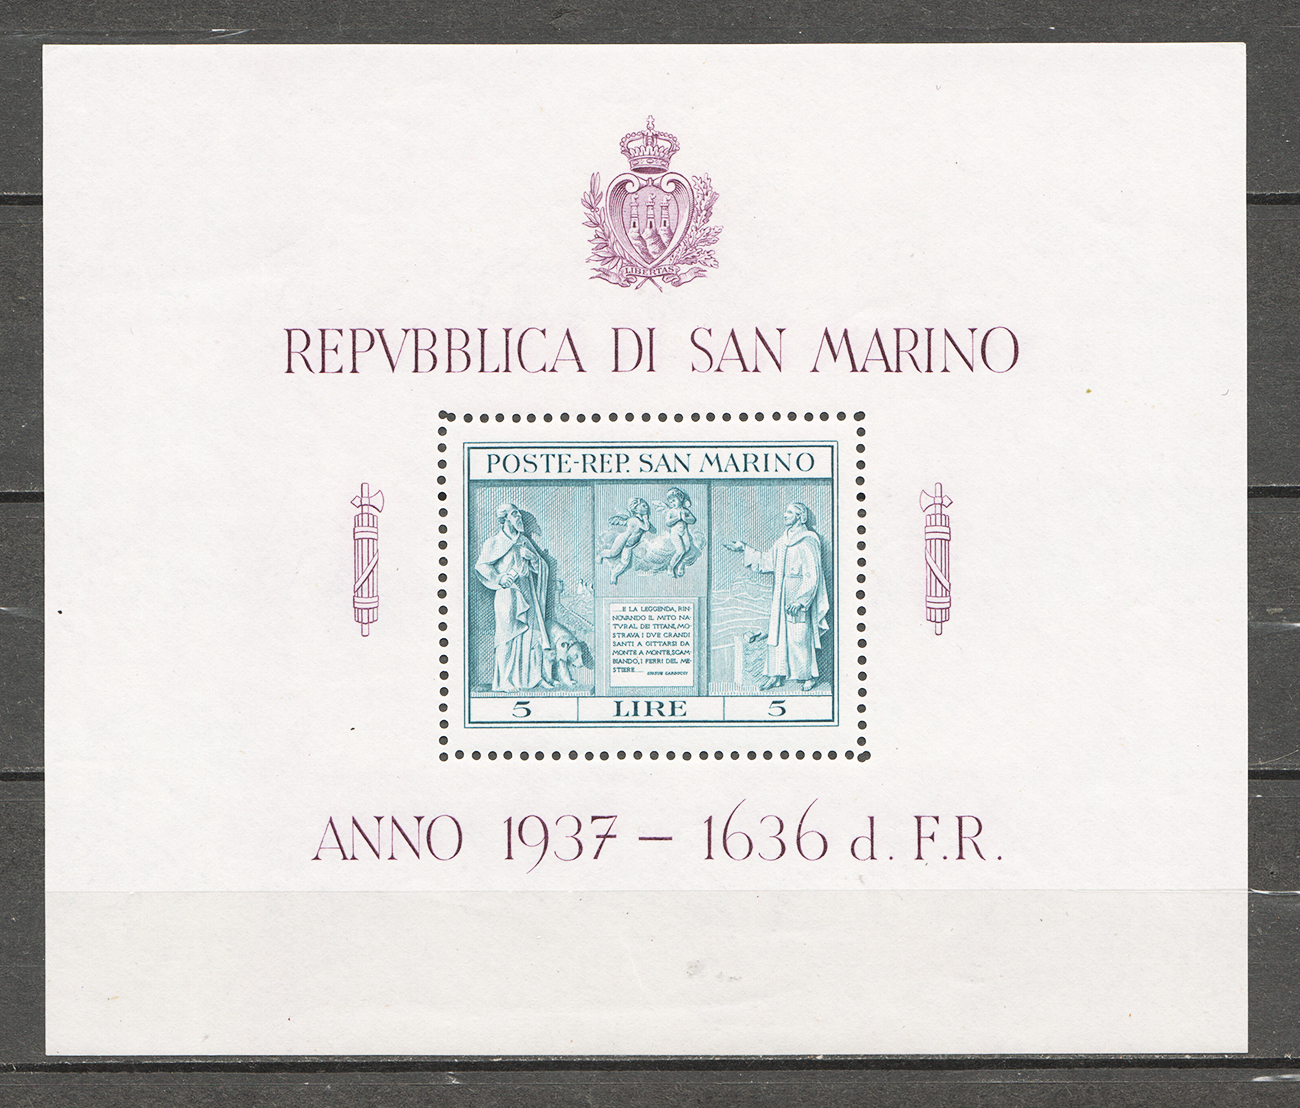 LIBERTAS
REPVBBLICA DI SAN MARINO
POSTE-REP. SAN MARINO
.....E LA LEGGENDA, RIN-
NOVANDO IL MITO NA-
TVRAL DEI TITANI, MO-
STRAVA I DVE GRANDI
SANTI A GITTARSI DA
MONTE A MONTE, SCAM-
BIANDO, I FERRI DEL ME-
STIERE.....
GIOSUE CARDUCCI
5 LIRE 5
ANNO 1937 – 1636 d. F.R.